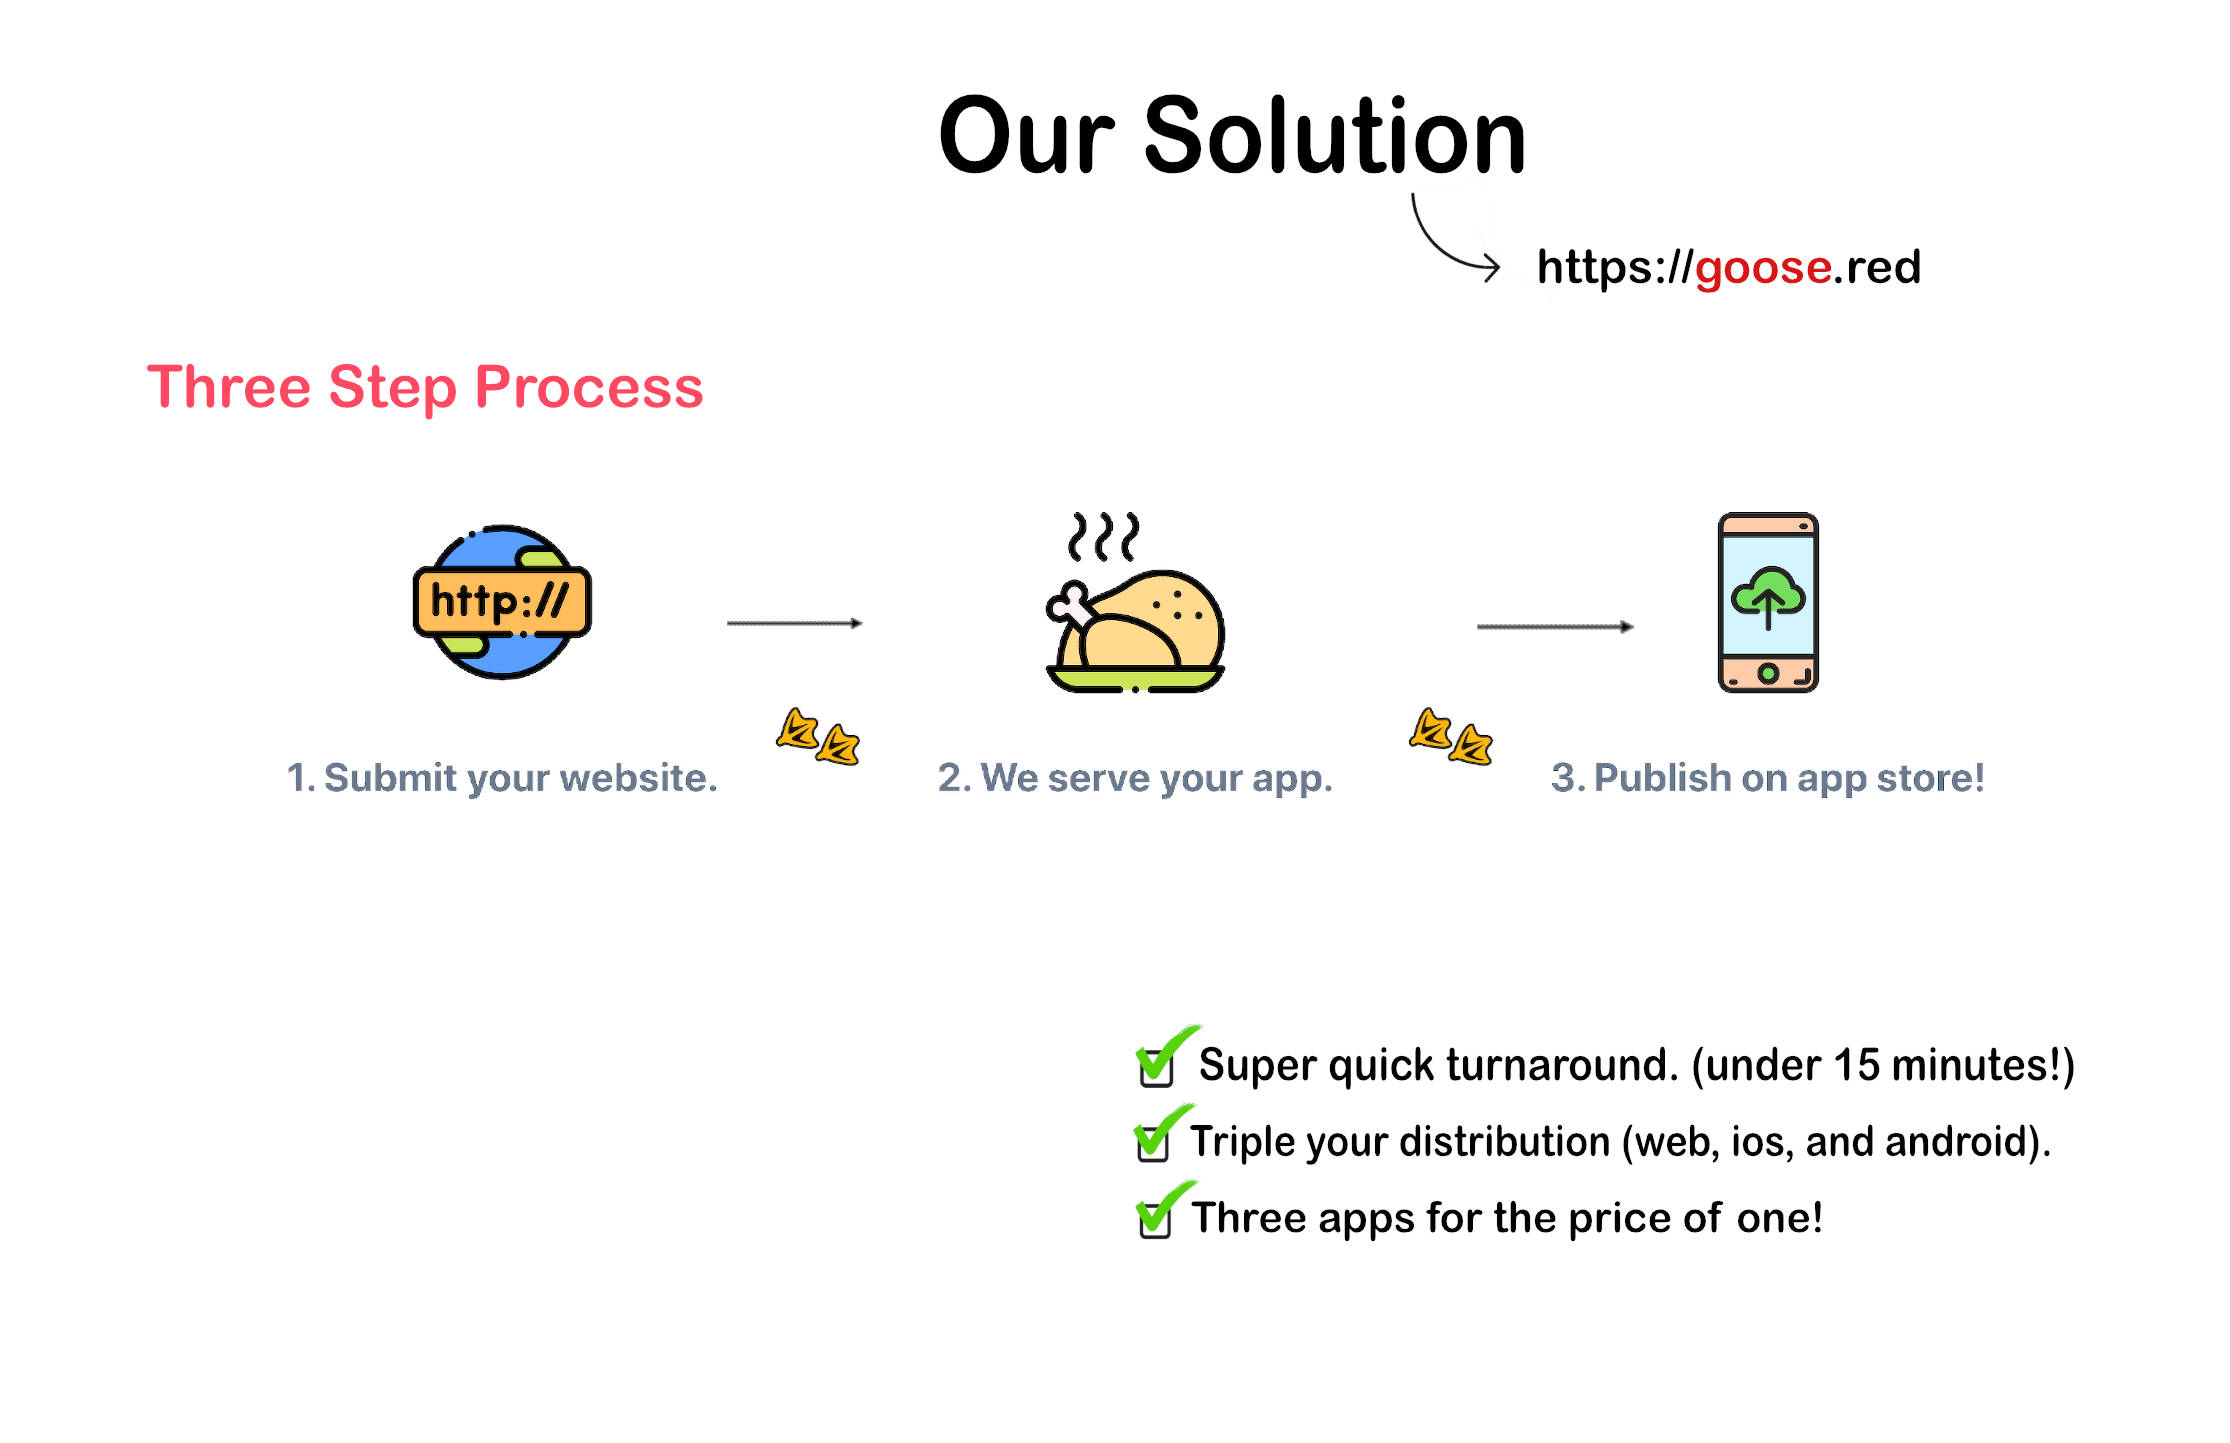 Our Solution
https://goose.red
Three Step Process
http://
1. Submit your website.
2. We serve your app.
3. Publish on app store!
Super quick turnaround. (under 15 minutes!)
Triple your distribution (web, ios, and android).
Three apps for the price of one!